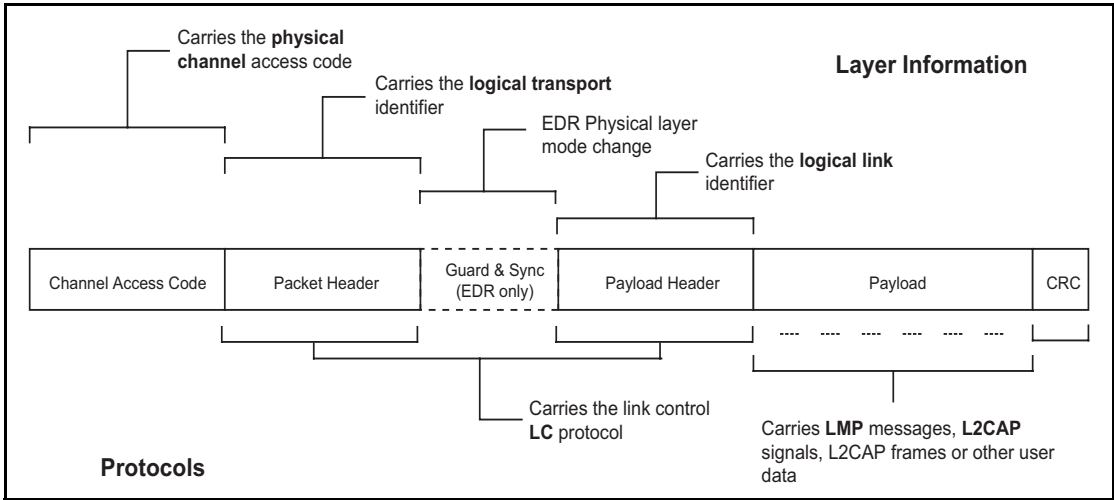 Carries the physical
channel access code
Layer Information
Carries the logical transport
identifier
EDR Physical layer
mode change
Carries the logical link
identifier
Channel Access Code
Packet Header
Guard & Sync
(EDR only)
Payload Header
Payload
CRC
Carries the link control
LC protocol
Carries LMP messages, L2CAP
signals, L2CAP frames or other user
data
Protocols